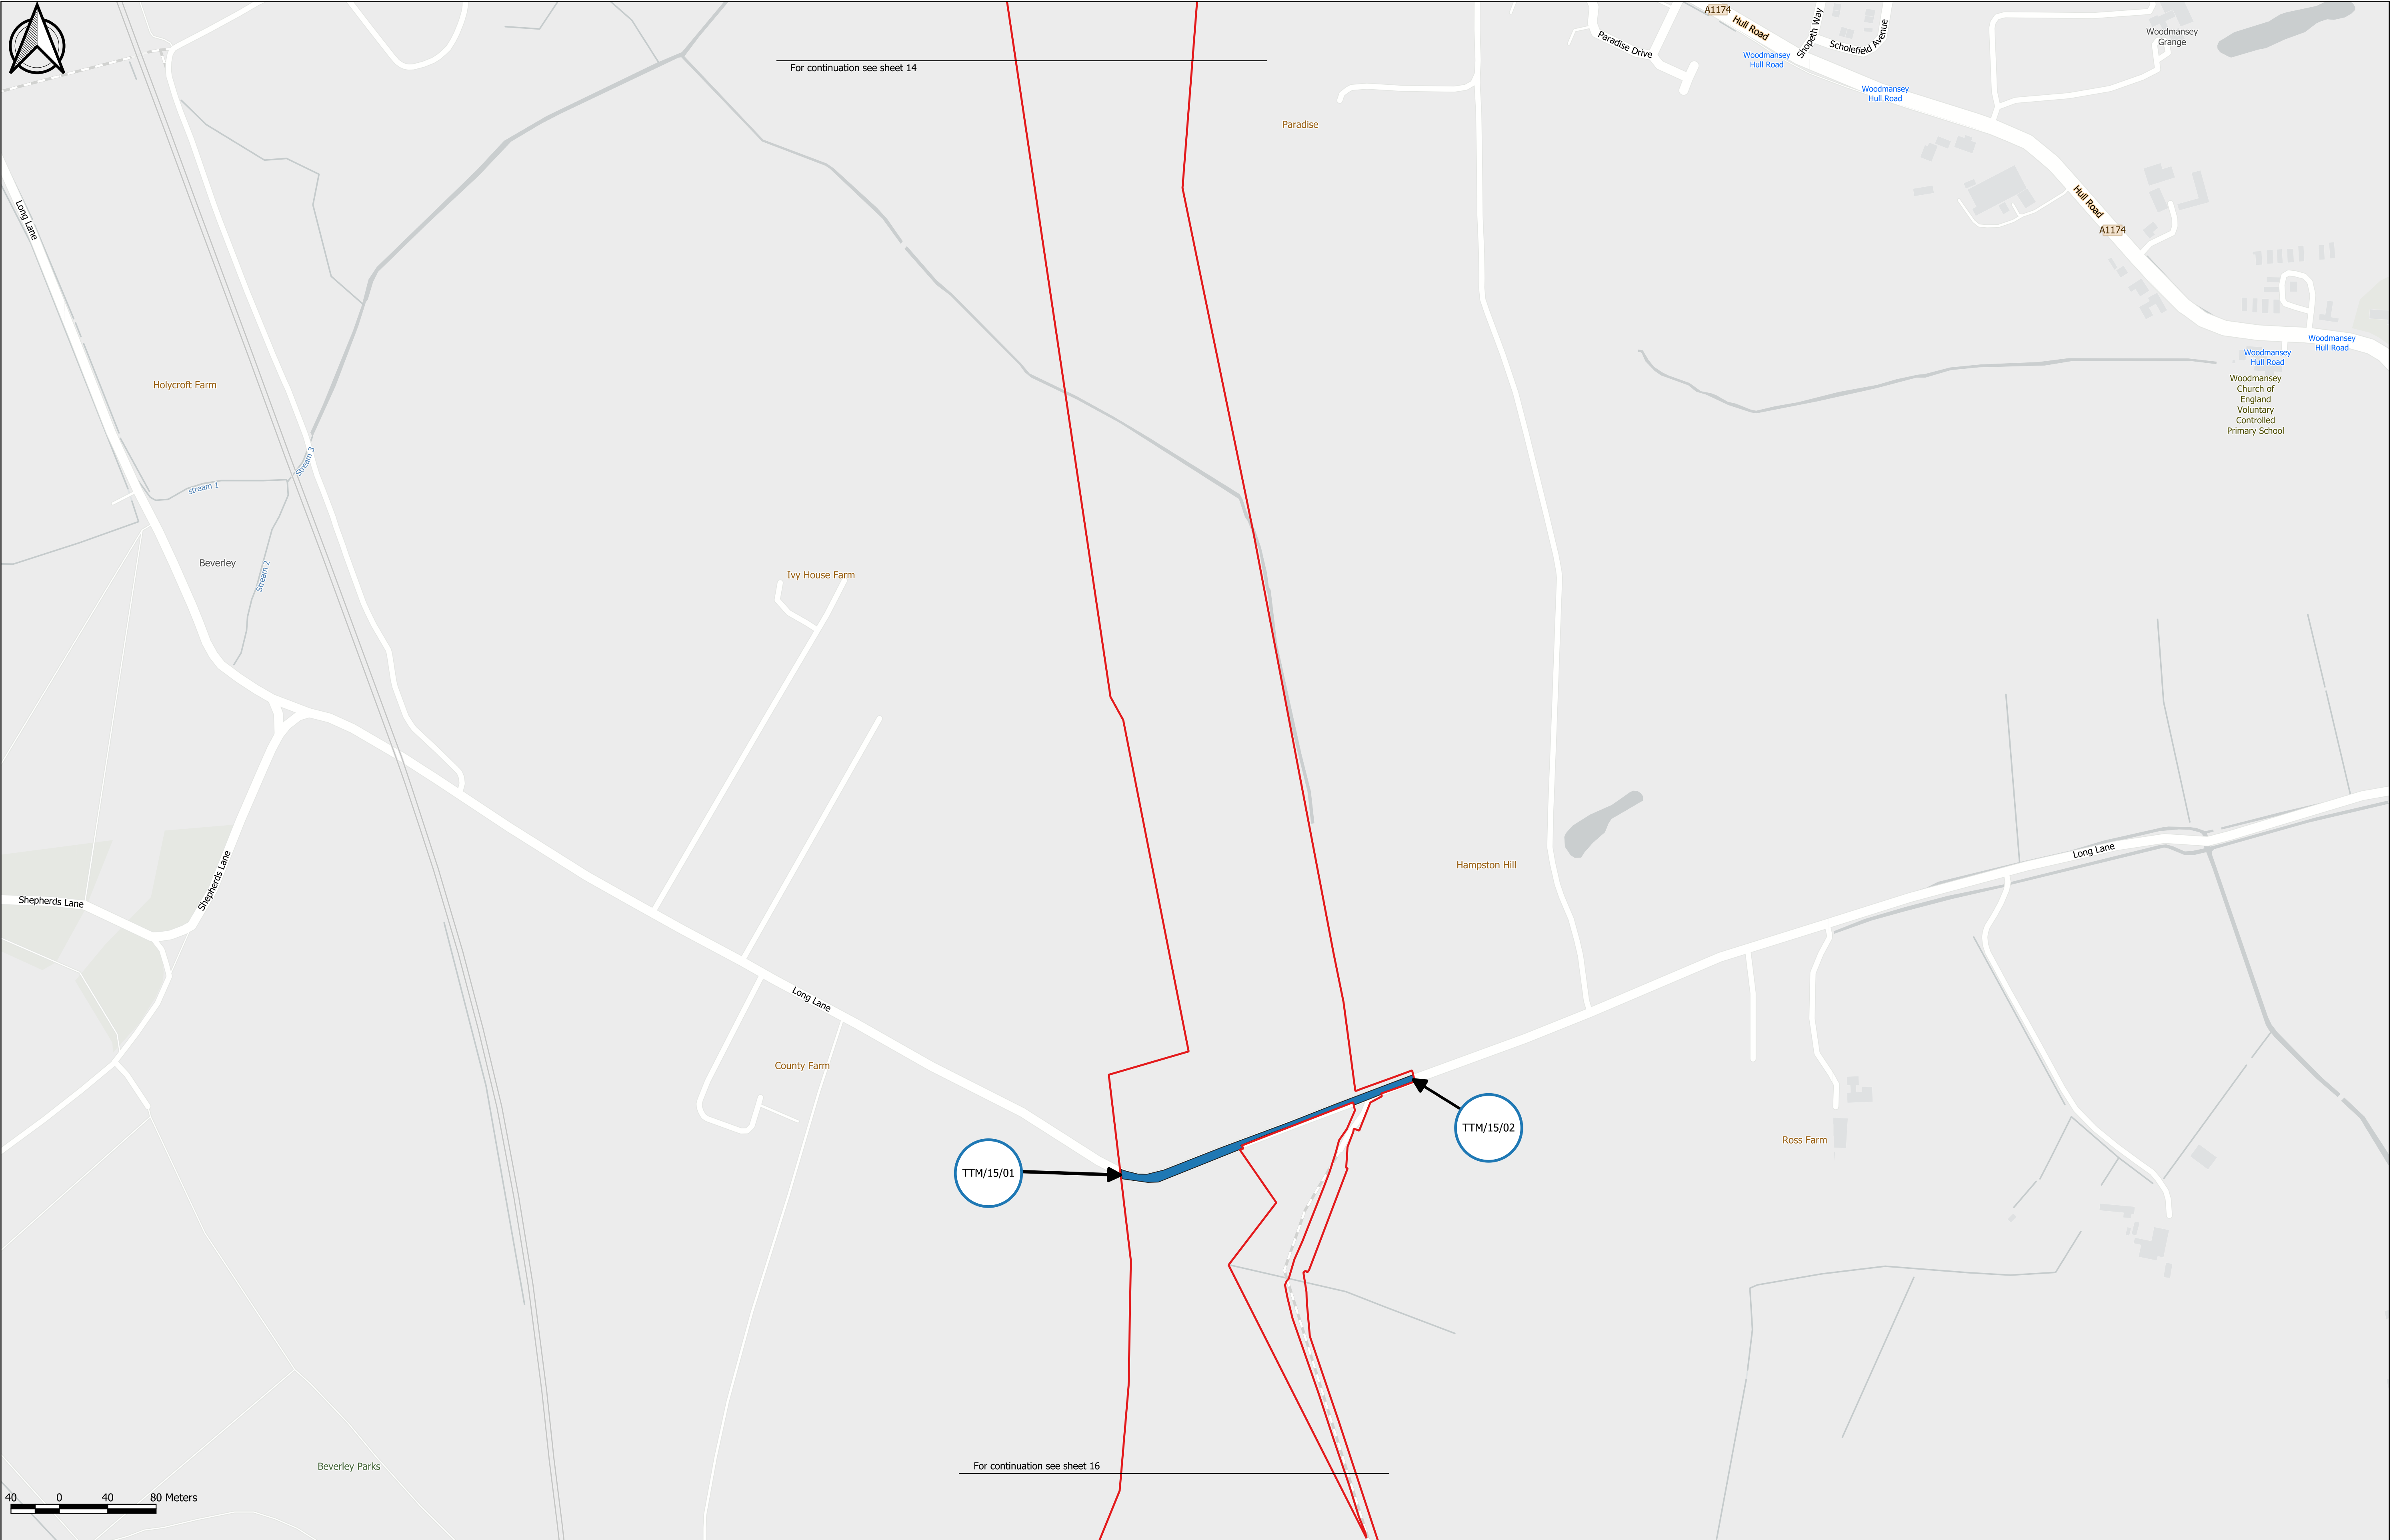 A1174
Hull Road
Shopeth Way
Scholefield Avenue
Woodmansey
Grange
Paradise Drive
Woodmansey
Hull Road
For continuation see sheet 14
Woodmansey
Hull Road
Paradise
Long Lane
Hull Road
A1174
Woodmansey
Hull Road
Woodmansey
Hull Road
Holycroft Farm
Woodmansey
Church of
England
Voluntary
Controlled
Primary School
Stream 3
stream 1
Beverley
Stream 2
Ivy House Farm
Long Lane
Hampston Hill
Shepherds Lane
Shepherds Lane
Long Lane
County Farm
TTM/15/02
Ross Farm
TTM/15/01
Beverley Parks
For continuation see sheet 16
40 0 40 80 Meters